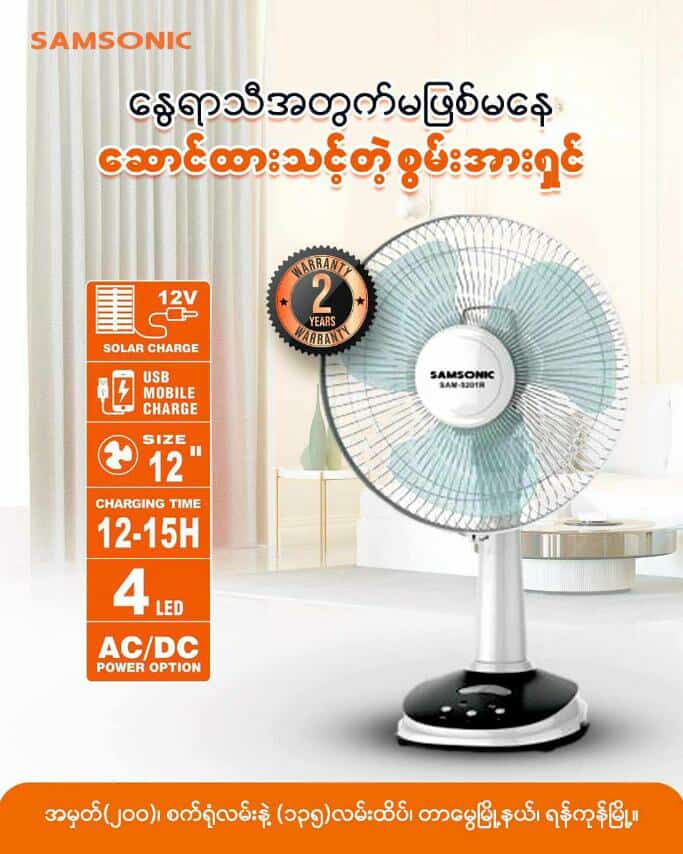 SAMSONIC
နွေရာသီအတွက်မဖြစ်မနေ
ဆောင်ထားသင့်တဲ့ စွမ်းအားရှင်
WARRANTY
2
YEARS
WARRANTY
12V
SOLAR CHARGE
USB
MOBILE
CHARGE
SIZE
12"
CHARGING TIME
12-15H
4 LED
AC/DC
POWER OPTION
SAMSONIC
SAM-5201R
အမှတ်(၂၀၀)၊ စက်ရုံလမ်းနဲ့ (၁၃၅)လမ်းထိပ်၊ တာမွေမြို့နယ်၊ ရန်ကုန်မြို့။